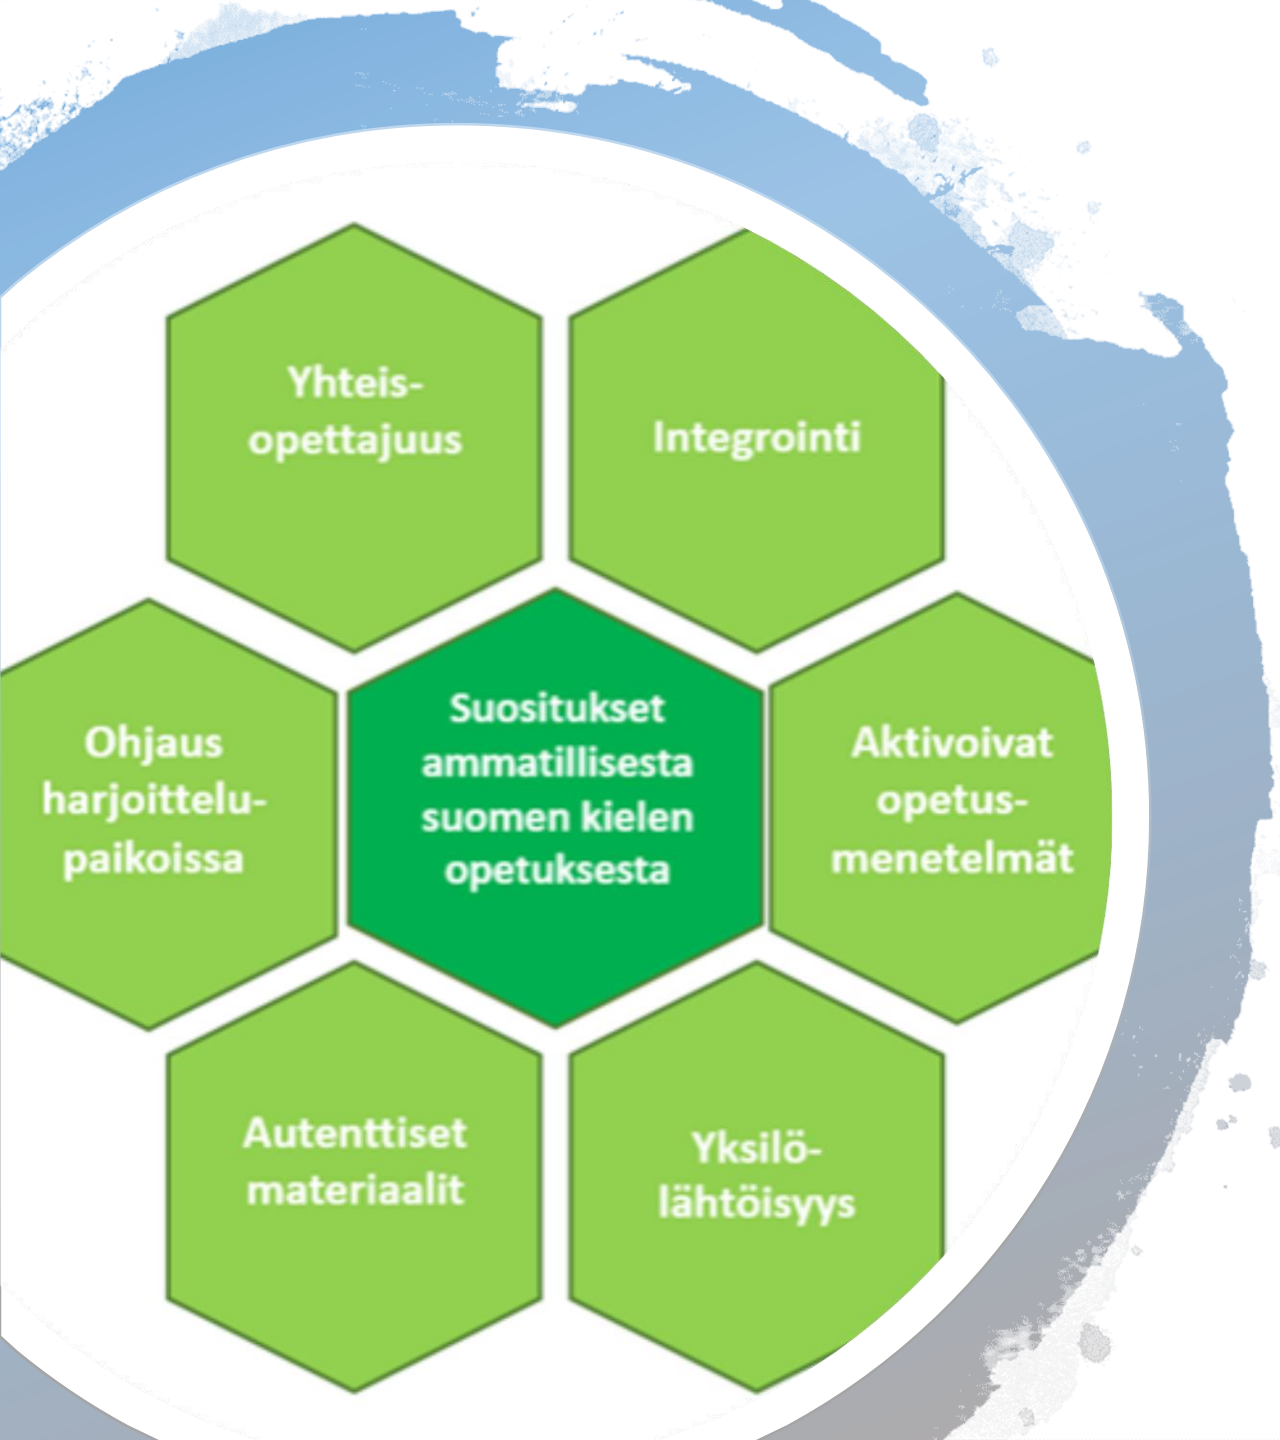 Yhteis-
opettajuus
Integrointi
Ohjaus
harjoittelu-
paikoissa
Suositukset
ammatillisesta
suomen kielen
opetuksesta
Aktivoivat
opetus-
menetelmät
Autenttiset
materiaalit
Yksilö-
lähtöisyys